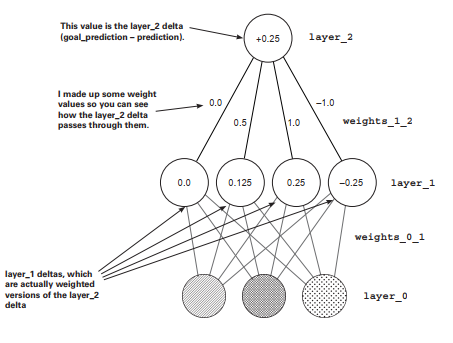 This value is the layer_2 delta
(goal_prediction – prediction).
+0.25
layer_2
I made up some weight
values so you can see
how the layer_2 delta
passes through them.
0.0
0.5
1.0
–1.0
weights_1_2
0.0
0.125
0.25
–0.25
layer_1
weights_0_1
layer_1 deltas, which
are actually weighted
versions of the layer_2
delta
layer_0